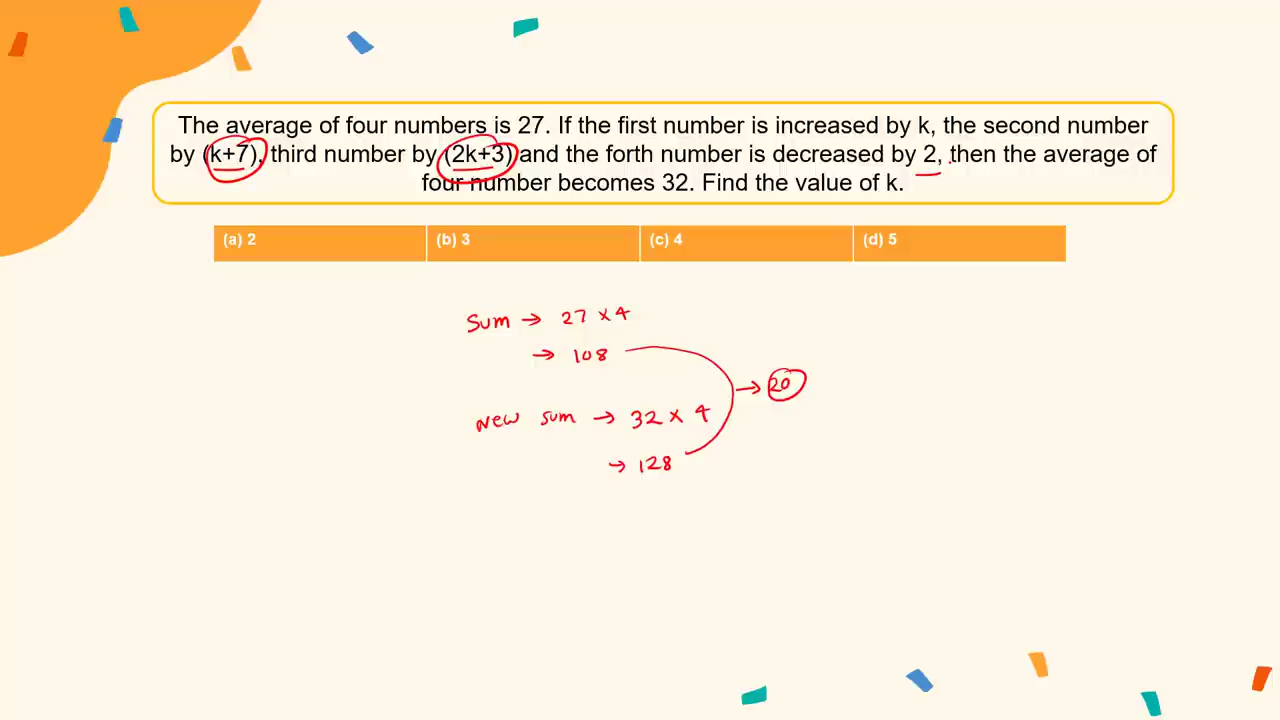 The average of four numbers is 27. If the first number is increased by k, the second number
by (k+7), third number by (2k+3) and the forth number is decreased by 2, then the average of
four number becomes 32. Find the value of k.
(a) 2 (b) 3 (c) 4 (d) 5
Sum → 27 × 4
→ 108
→ 20
New sum → 32 × 4
→ 128